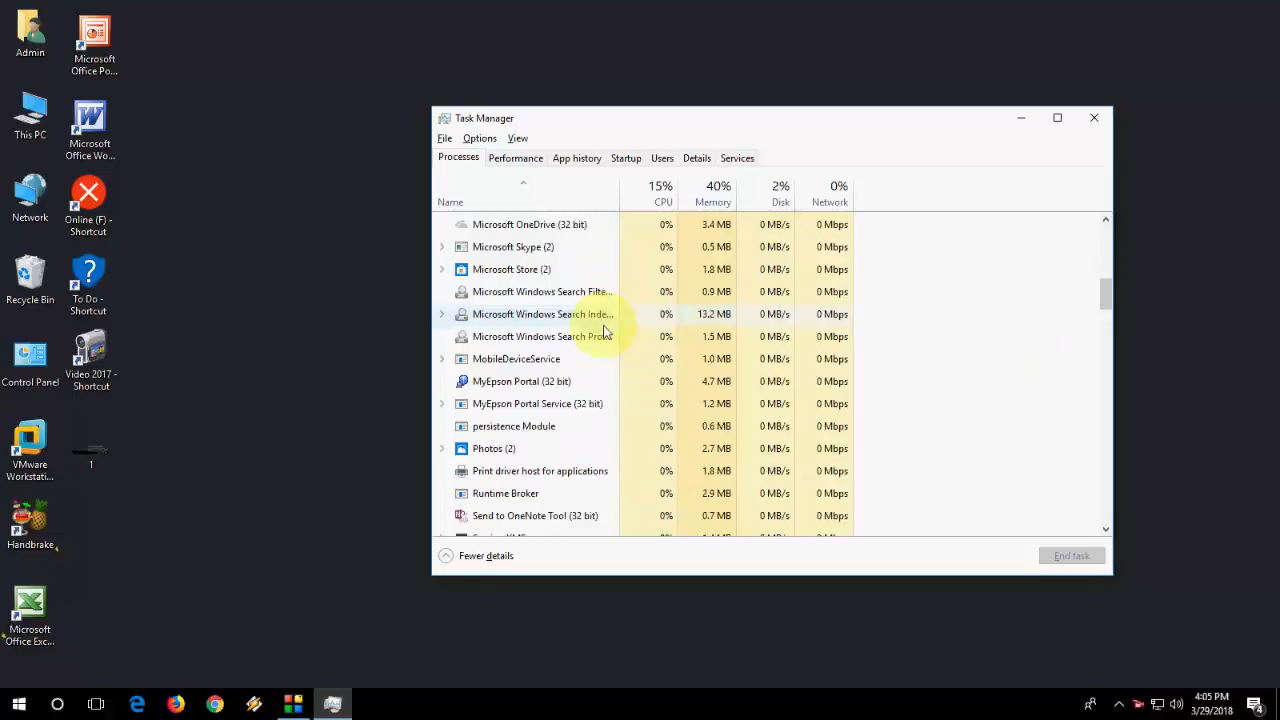 Admin
Microsoft
Office Po...
This PC
Microsoft
Office Wo...
Network
Online (F) -
Shortcut
Recycle Bin
To Do -
Shortcut
Control Panel
Video 2017 -
Shortcut
VMware
Workstati...
1
Handbrake
Microsoft
Office Exc...
Task Manager
File Options View
Processes Performance App history Startup Users Details Services
15% 40% 2% 0%
Name CPU Memory Disk Network
Microsoft OneDrive (32 bit) 0% 3.4 MB 0 MB/s 0 Mbps
Microsoft Skype (2) 0% 0.5 MB 0 MB/s 0 Mbps
Microsoft Store (2) 0% 1.8 MB 0 MB/s 0 Mbps
Microsoft Windows Search Filte... 0% 0.9 MB 0 MB/s 0 Mbps
Microsoft Windows Search Inde... 0% 13.2 MB 0 MB/s 0 Mbps
Microsoft Windows Search Proto... 0% 1.5 MB 0 MB/s 0 Mbps
MobileDeviceService 0% 1.0 MB 0 MB/s 0 Mbps
MyEpson Portal (32 bit) 0% 4.7 MB 0 MB/s 0 Mbps
MyEpson Portal Service (32 bit) 0% 1.2 MB 0 MB/s 0 Mbps
persistence Module 0% 0.6 MB 0 MB/s 0 Mbps
Photos (2) 0% 2.7 MB 0 MB/s 0 Mbps
Print driver host for applications 0% 1.8 MB 0 MB/s 0 Mbps
Runtime Broker 0% 2.9 MB 0 MB/s 0 Mbps
Send to OneNote Tool (32 bit) 0% 0.7 MB 0 MB/s 0 Mbps
Fewer details
End task
4:05 PM
3/29/2018
4